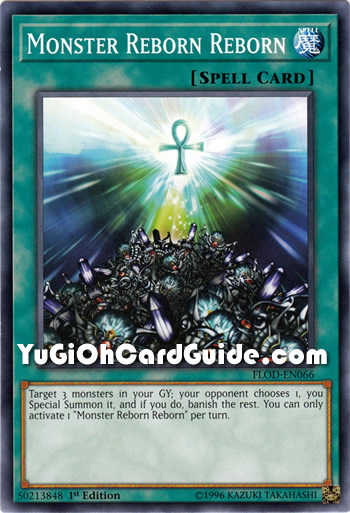 MONSTER REBORN REBORN
SPELL
魔
[SPELL CARD]
YuGiOhCardGuide.com
FLOD-EN066
Target 3 monsters in your GY; your opponent chooses 1, you
Special Summon it, and if you do, banish the rest. You can only
activate 1 "Monster Reborn Reborn" per turn.
50213848 1st Edition ©1996 KAZUKI TAKAHASHI